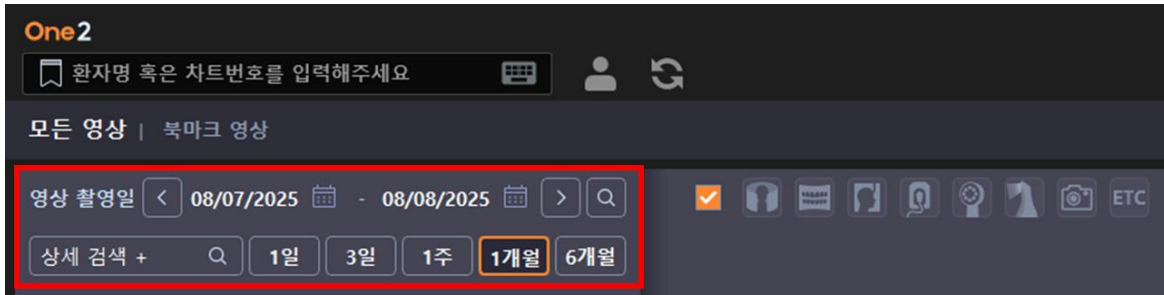 One2
환자명 혹은 차트번호를 입력해주세요
모든 영상 | 북마크 영상
영상 촬영일 < 08/07/2025 - 08/08/2025 >
ETC
상세 검색 + 1일 3일 1주 1개월 6개월